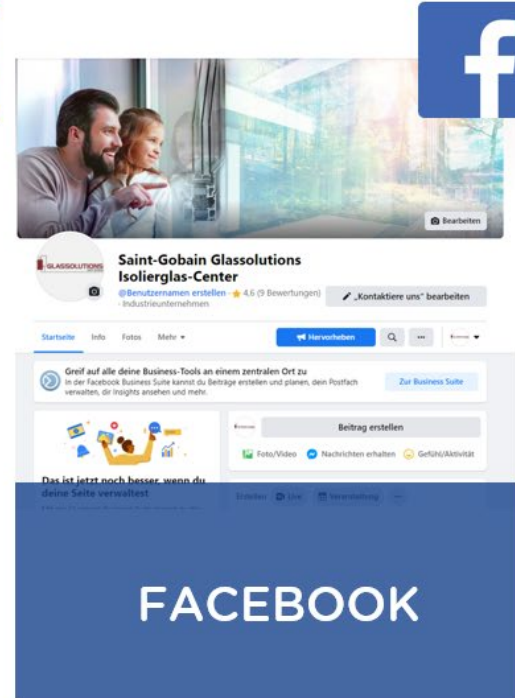 f
Bearbeiten
GLASSOLUTIONS
Saint-Gobain Glassolutions
Isolierglas-Center
@Benutzernamen erstellen · 4,6 (9 Bewertungen)
· Industrieunternehmen
„Kontaktiere uns“ bearbeiten
Startseite Info Fotos Mehr
Hervorheben
Greif auf alle deine Business-Tools an einem zentralen Ort zu
In der Facebook Business Suite kannst du Beiträge erstellen und planen, dein Postfach
verwalten, dir Insights ansehen und mehr.
Zur Business Suite
Beitrag erstellen
Foto/Video Nachrichten erhalten Gefühl/Aktivität
Das ist jetzt noch besser, wenn du
deine Seite verwaltest
Erstellen Live Veranstaltung
FACEBOOK